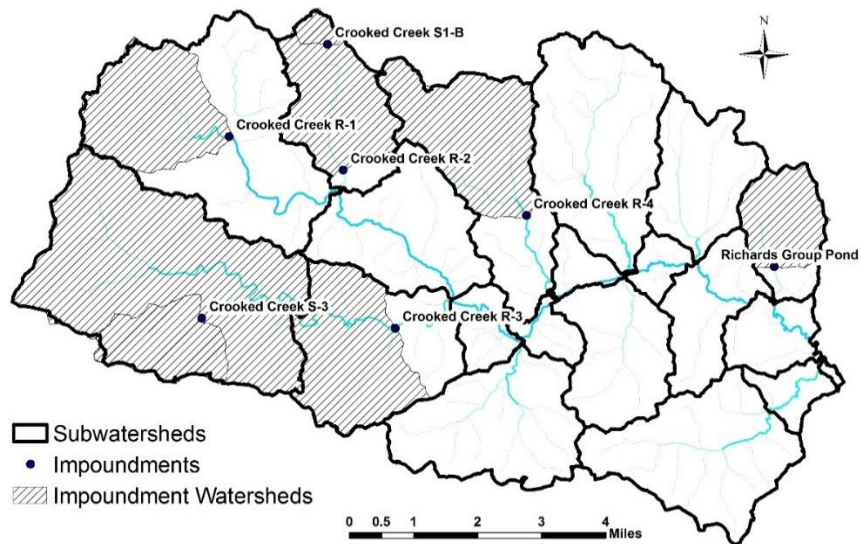 N
Crooked Creek S1-B
Crooked Creek R-1
Crooked Creek R-2
Crooked Creek R-4
Richards Group Pond
Crooked Creek S-3
Crooked Creek R-3
Subwatersheds
Impoundments
Impoundment Watersheds
0 0.5 1 2 3 4
Miles